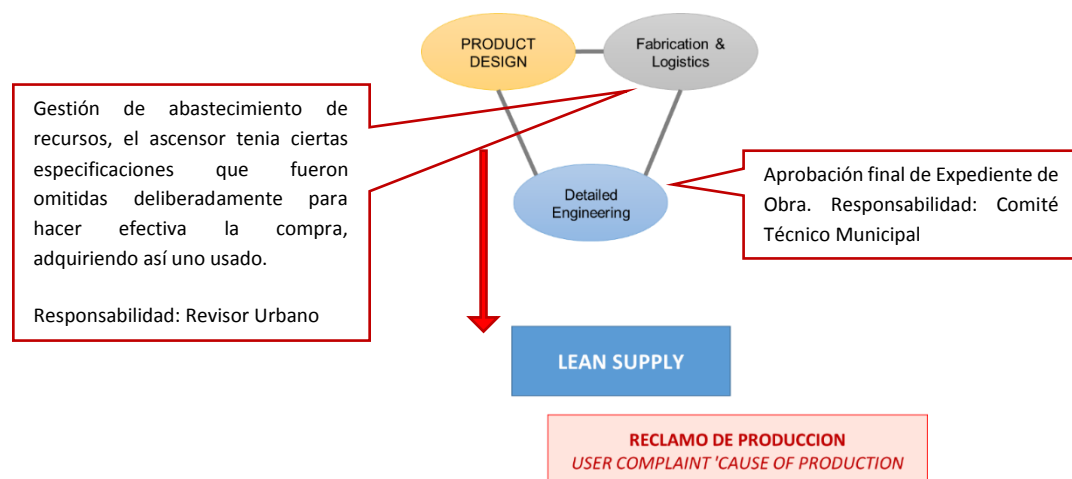 PRODUCT
DESIGN
Fabrication &
Logistics
Gestión de abastecimiento de
recursos, el ascensor tenia ciertas
especificaciones que fueron
omitidas deliberadamente para
hacer efectiva la compra,
adquiriendo así uno usado.
Responsabilidad: Revisor Urbano
Detailed
Engineering
Aprobación final de Expediente de
Obra. Responsabilidad: Comité
Técnico Municipal
LEAN SUPPLY
RECLAMO DE PRODUCCION
USER COMPLAINT 'CAUSE OF PRODUCTION